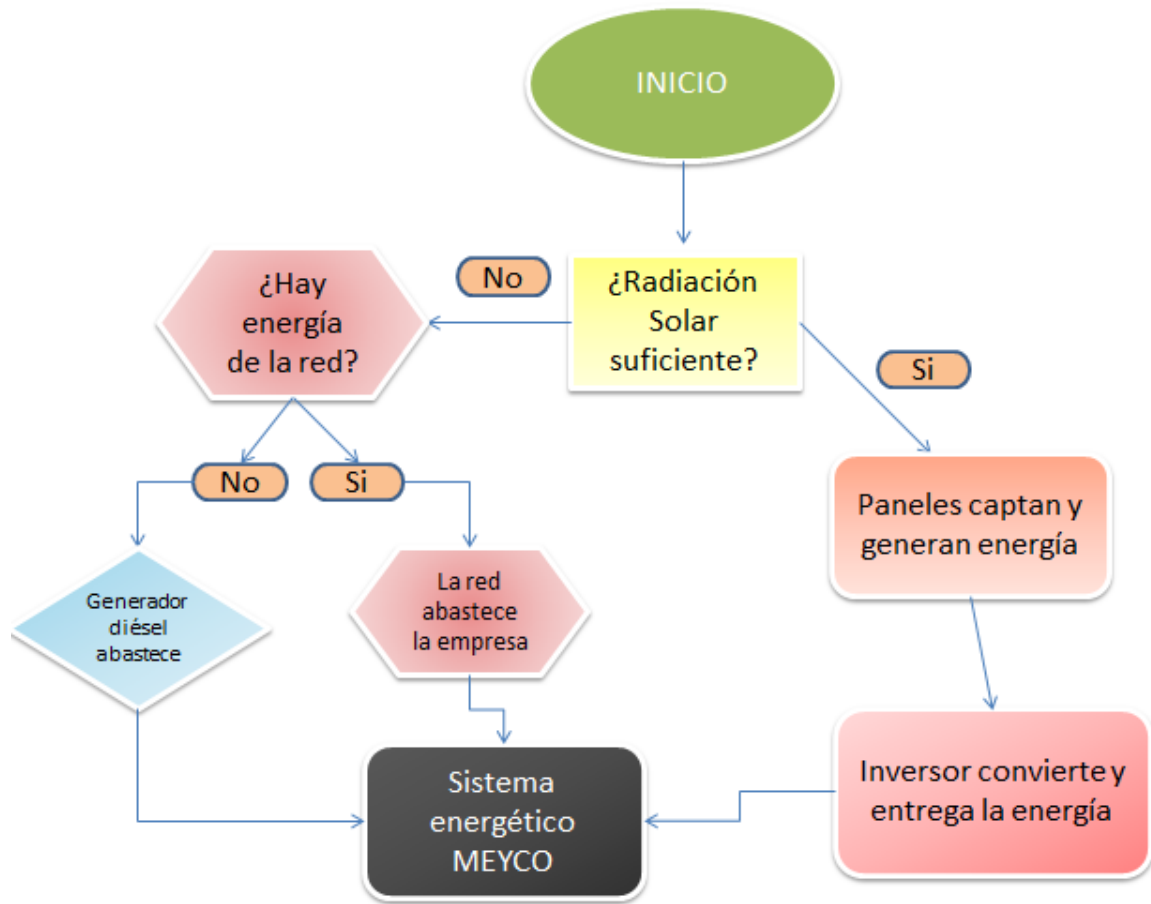 INICIO
¿Hay
energía
de la red?
No
¿Radiación
Solar
suficiente?
Si
No
Si
Paneles captan y
generan energía
Generador
diésel
abastece
La red
abastece
la empresa
Sistema
energético
MEYCO
Inversor convierte y
entrega la energía